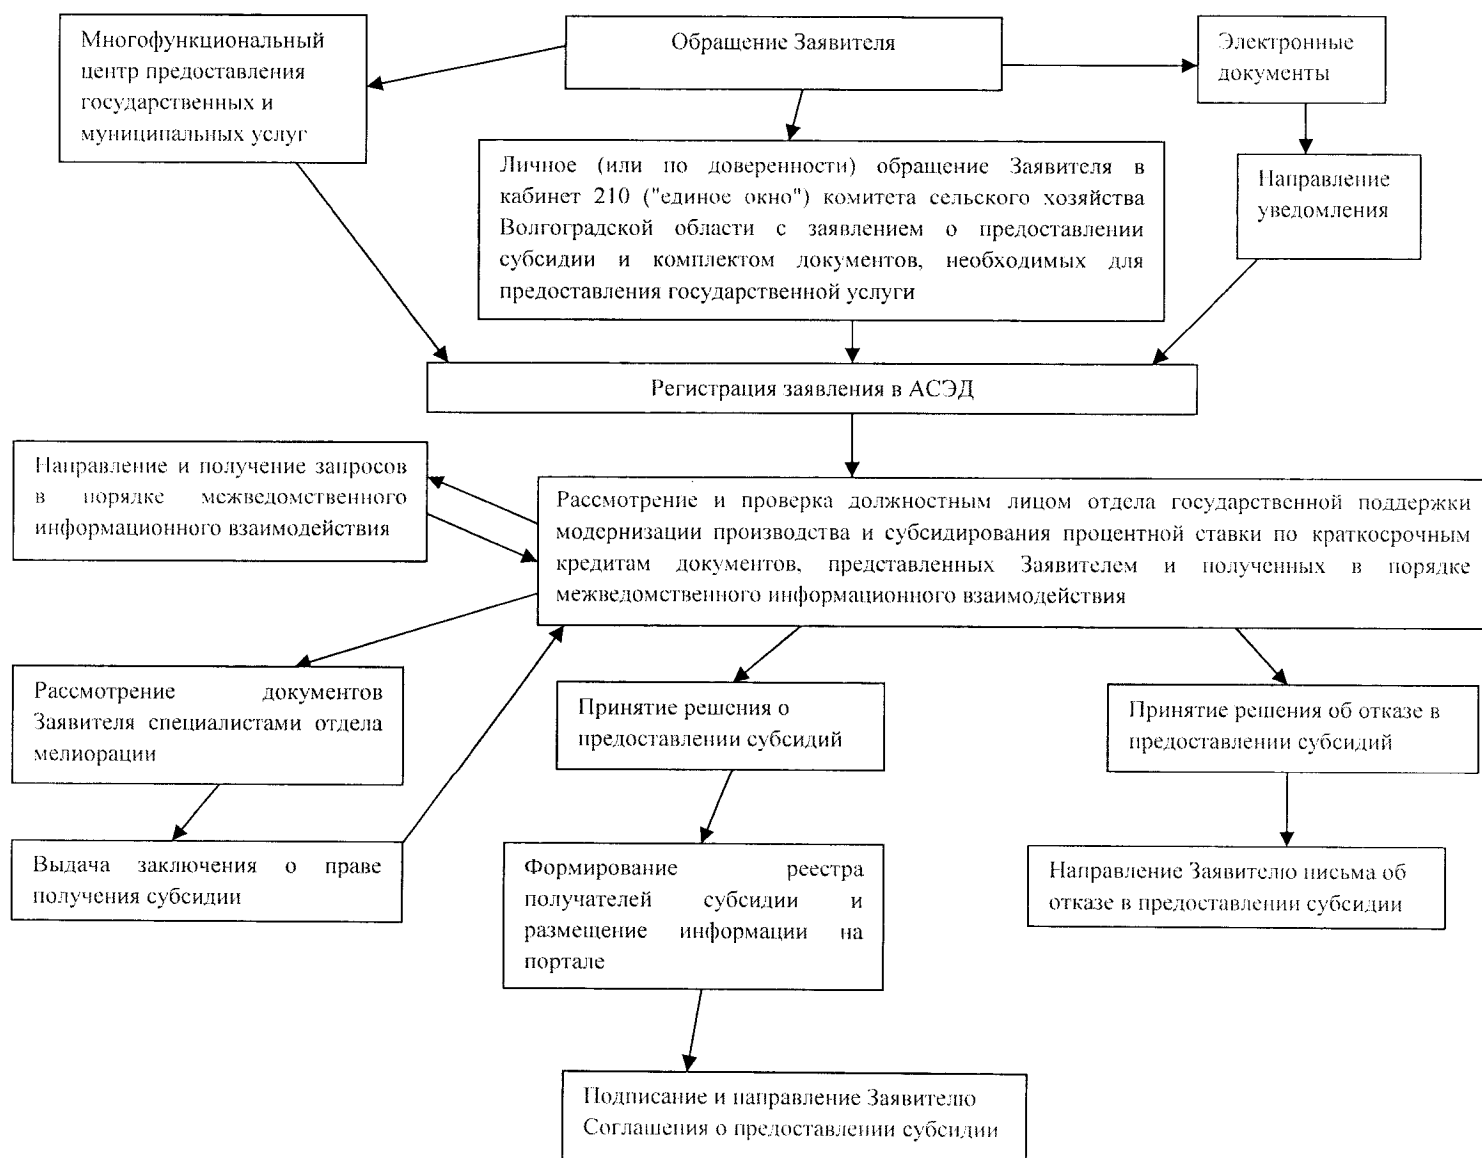 Многофункциональный
центр предоставления
государственных и
муниципальных услуг
Обращение Заявителя
Электронные
документы
Личное (или по доверенности) обращение Заявителя в
кабинет 210 ("единое окно") комитета сельского хозяйства
Волгоградской области с заявлением о предоставлении
субсидии и комплектом документов, необходимых для
предоставления государственной услуги
Направление
уведомления
Регистрация заявления в АСЭД
Направление и получение запросов
в порядке межведомственного
информационного взаимодействия
Рассмотрение и проверка должностным лицом отдела государственной поддержки
модернизации производства и субсидирования процентной ставки по краткосрочным
кредитам документов, представленных Заявителем и полученных в порядке
межведомственного информационного взаимодействия
Рассмотрение документов
Заявителя специалистами отдела
мелиорации
Принятие решения о
предоставлении субсидий
Принятие решения об отказе в
предоставлении субсидий
Выдача заключения о праве
получения субсидии
Формирование реестра
получателей субсидии и
размещение информации на
портале
Направление Заявителю письма об
отказе в предоставлении субсидии
Подписание и направление Заявителю
Соглашения о предоставлении субсидии